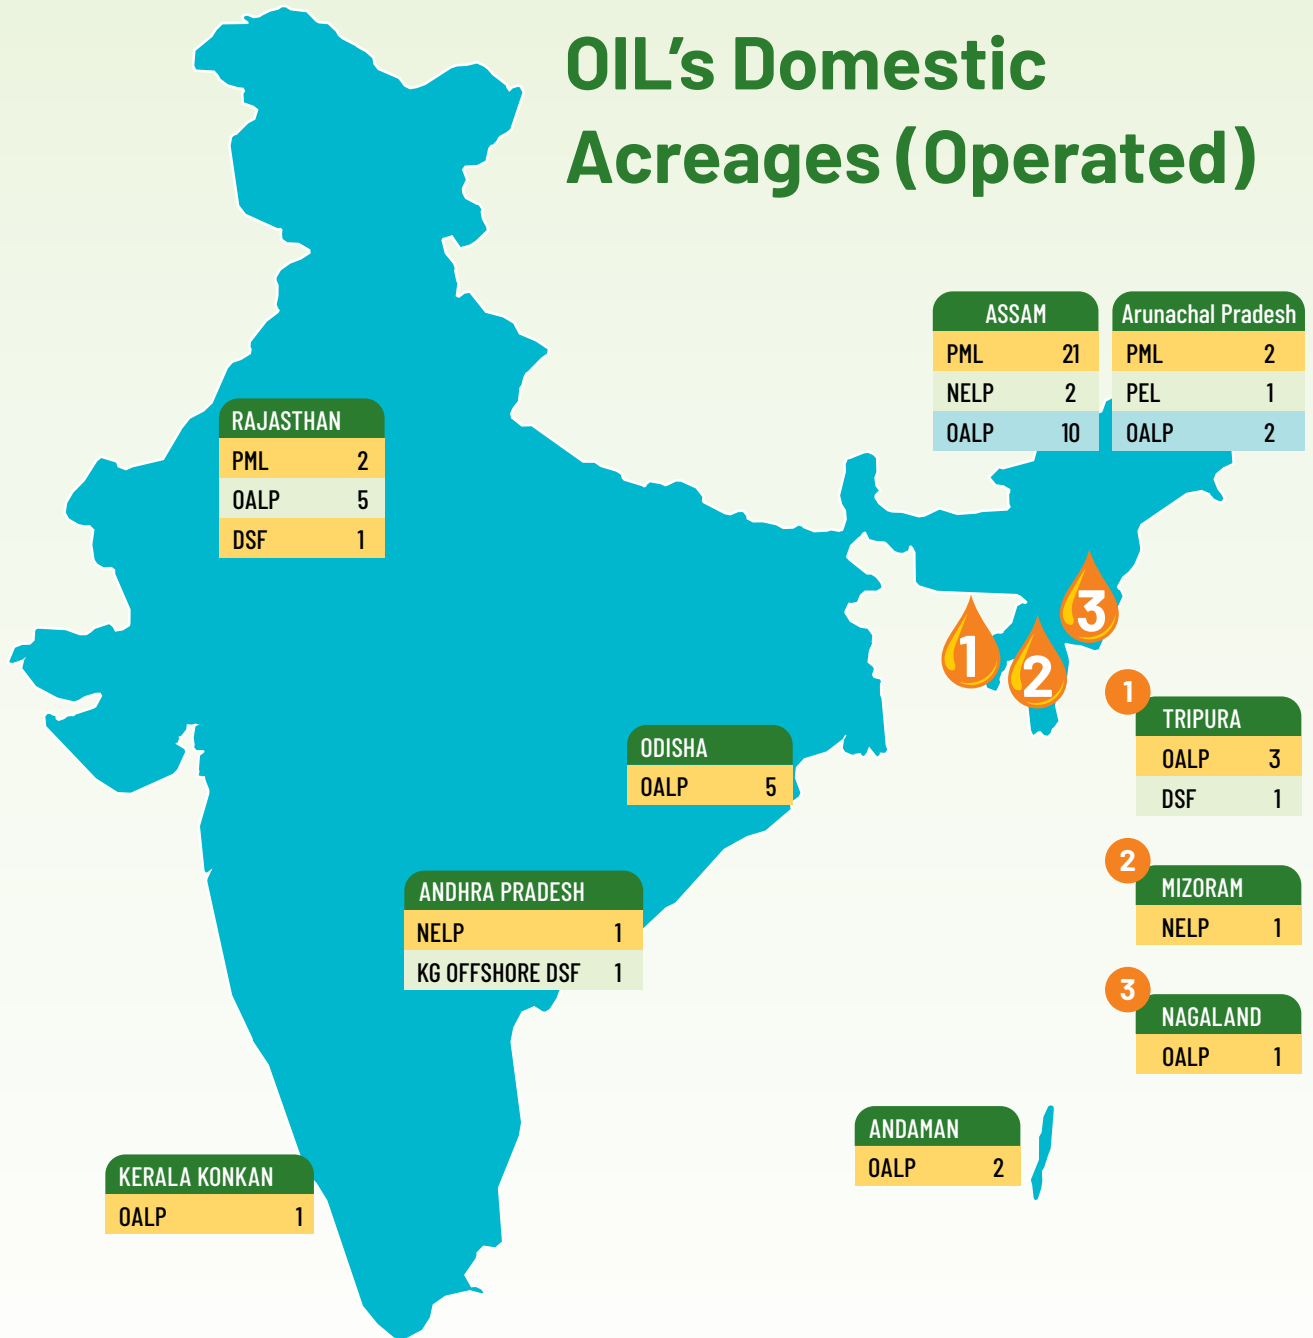 OIL's Domestic
Acreages (Operated)
ASSAM
PML 21
NELP 2
OALP 10
Arunachal Pradesh
PML 2
PEL 1
OALP 2
RAJASTHAN
PML 2
OALP 5
DSF 1
1
2
3
1
TRIPURA
OALP 3
DSF 1
ODISHA
OALP 5
2
MIZORAM
NELP 1
ANDHRA PRADESH
NELP 1
KG OFFSHORE DSF 1
3
NAGALAND
OALP 1
ANDAMAN
OALP 2
KERALA KONKAN
OALP 1